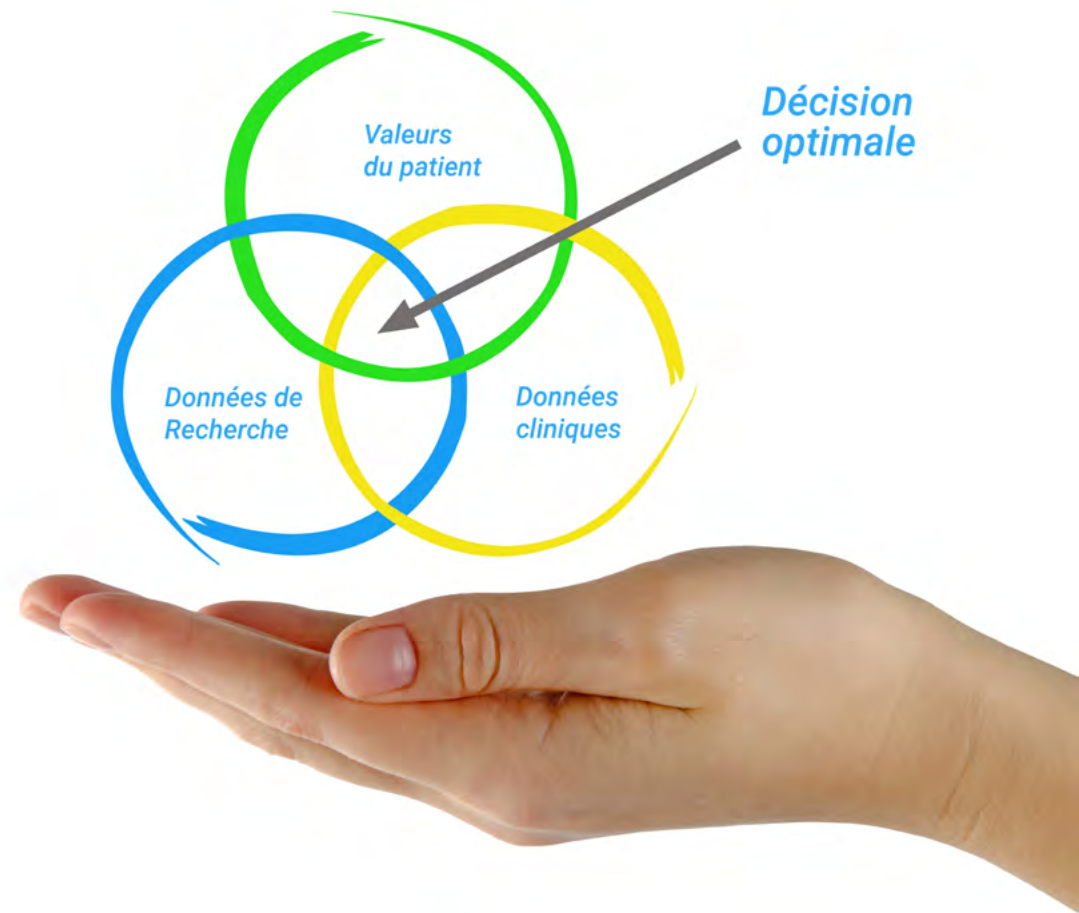 Décision
optimale
Valeurs
du patient
Données de
Recherche
Données
cliniques